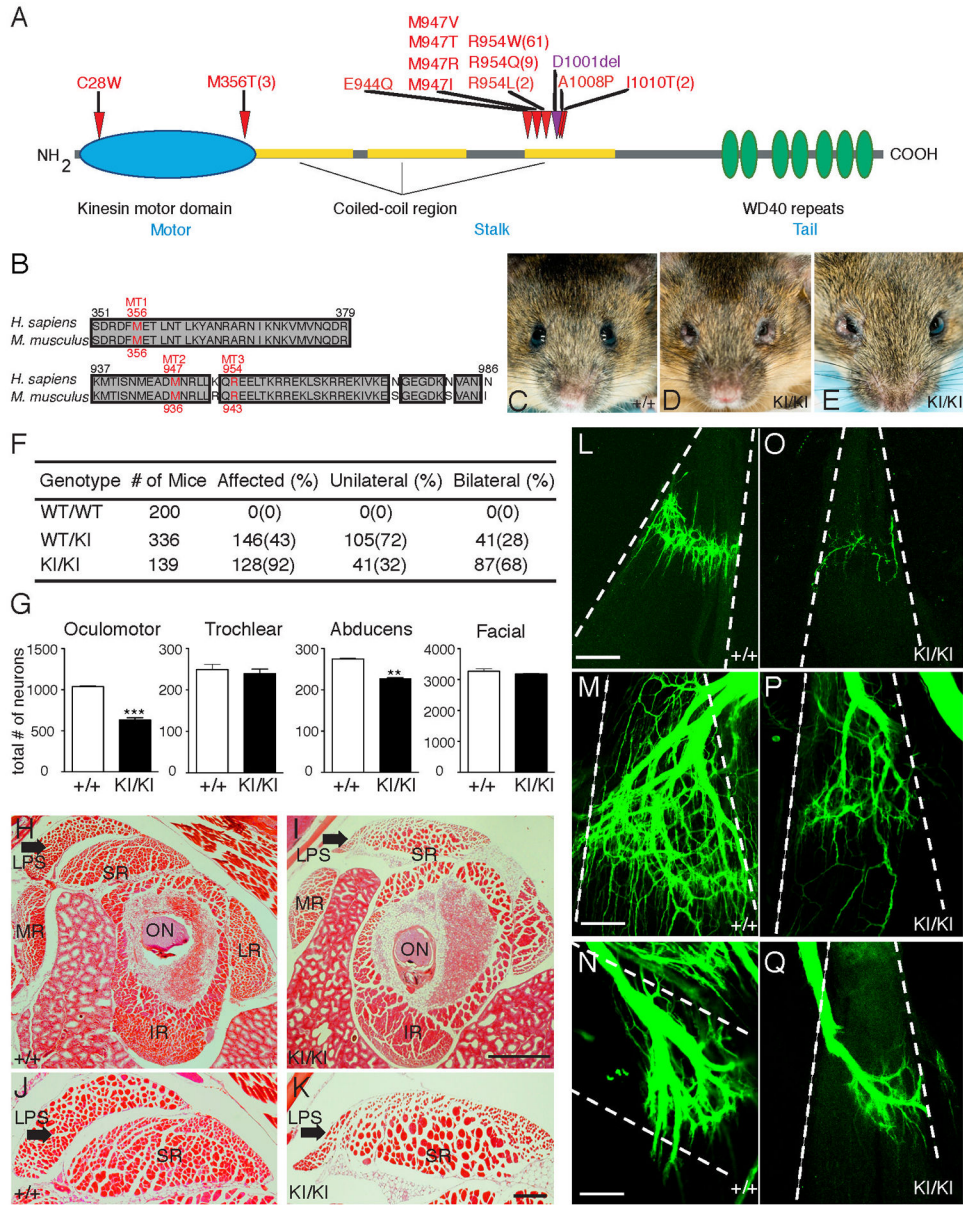 A
M947V
M947T R954W(61)
M947R R954Q(9) D1001del
C28W M356T(3) E944Q M947I R954L(2) A1008P I1010T(2)
NH2 COOH
Kinesin motor domain Coiled-coil region WD40 repeats
Motor Stalk Tail
B
MT1
351 356 379
H. sapiens SDRDFMETLNTLKYANRARNIKNKVMVNQDR
M. musculus SDRDFMETLNTLKYANRARNIKNKVMVNQDR
356
MT2 MT3
937 947 954 986
H. sapiens KMTISNMEADMNRLLKQREELTKRREKLSKRREKIVKENGEGDKNVANIN
M. musculus KMTISNMEADMNRLLRQREELTKRREKLSKRREKIVKESGEGDKSVANII
936 943
C +/+ D KI/KI E KI/KI
F
Genotype # of Mice Affected (%) Unilateral (%) Bilateral (%)
WT/WT 200 0(0) 0(0) 0(0)
WT/KI 336 146(43) 105(72) 41(28)
KI/KI 139 128(92) 41(32) 87(68)
G
Oculomotor Trochlear Abducens Facial
total # of neurons
1500 1000 500 0
*** +/+ KI/KI
300 200 100 0
+/+ KI/KI
300 200 100 0
** +/+ KI/KI
4000 3000 2000 1000 0
+/+ KI/KI
H LPS SR MR ON LR IR +/+
I LPS SR MR ON IR KI/KI
J LPS SR +/+
K LPS SR KI/KI
L +/+
O KI/KI
M +/+
P KI/KI
N +/+
Q KI/KI